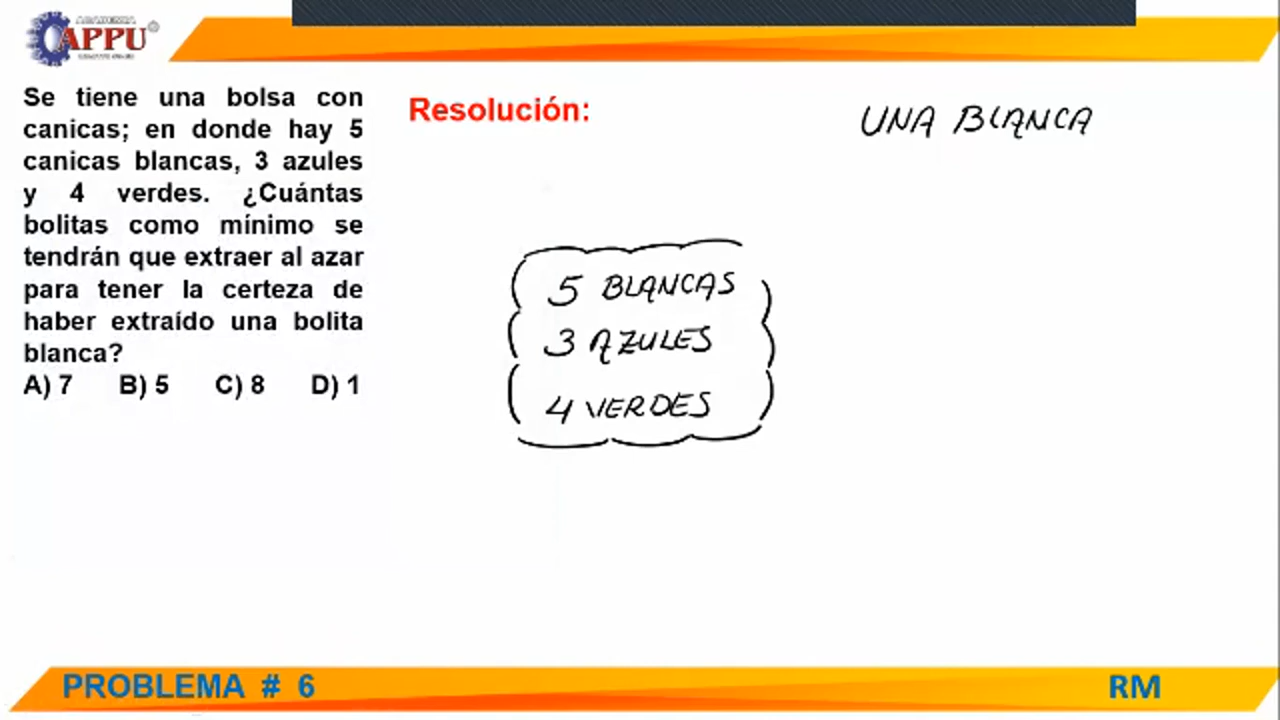 ACADEMIA
APPU
Se tiene una bolsa con
canicas; en donde hay 5
canicas blancas, 3 azules
y 4 verdes. ¿Cuántas
bolitas como mínimo se
tendrán que extraer al azar
para tener la certeza de
haber extraído una bolita
blanca?
A) 7 B) 5 C) 8 D) 1
Resolución:
UNA BLANCA
5 BLANCAS
3 AZULES
4 VERDES
PROBLEMA # 6
RM